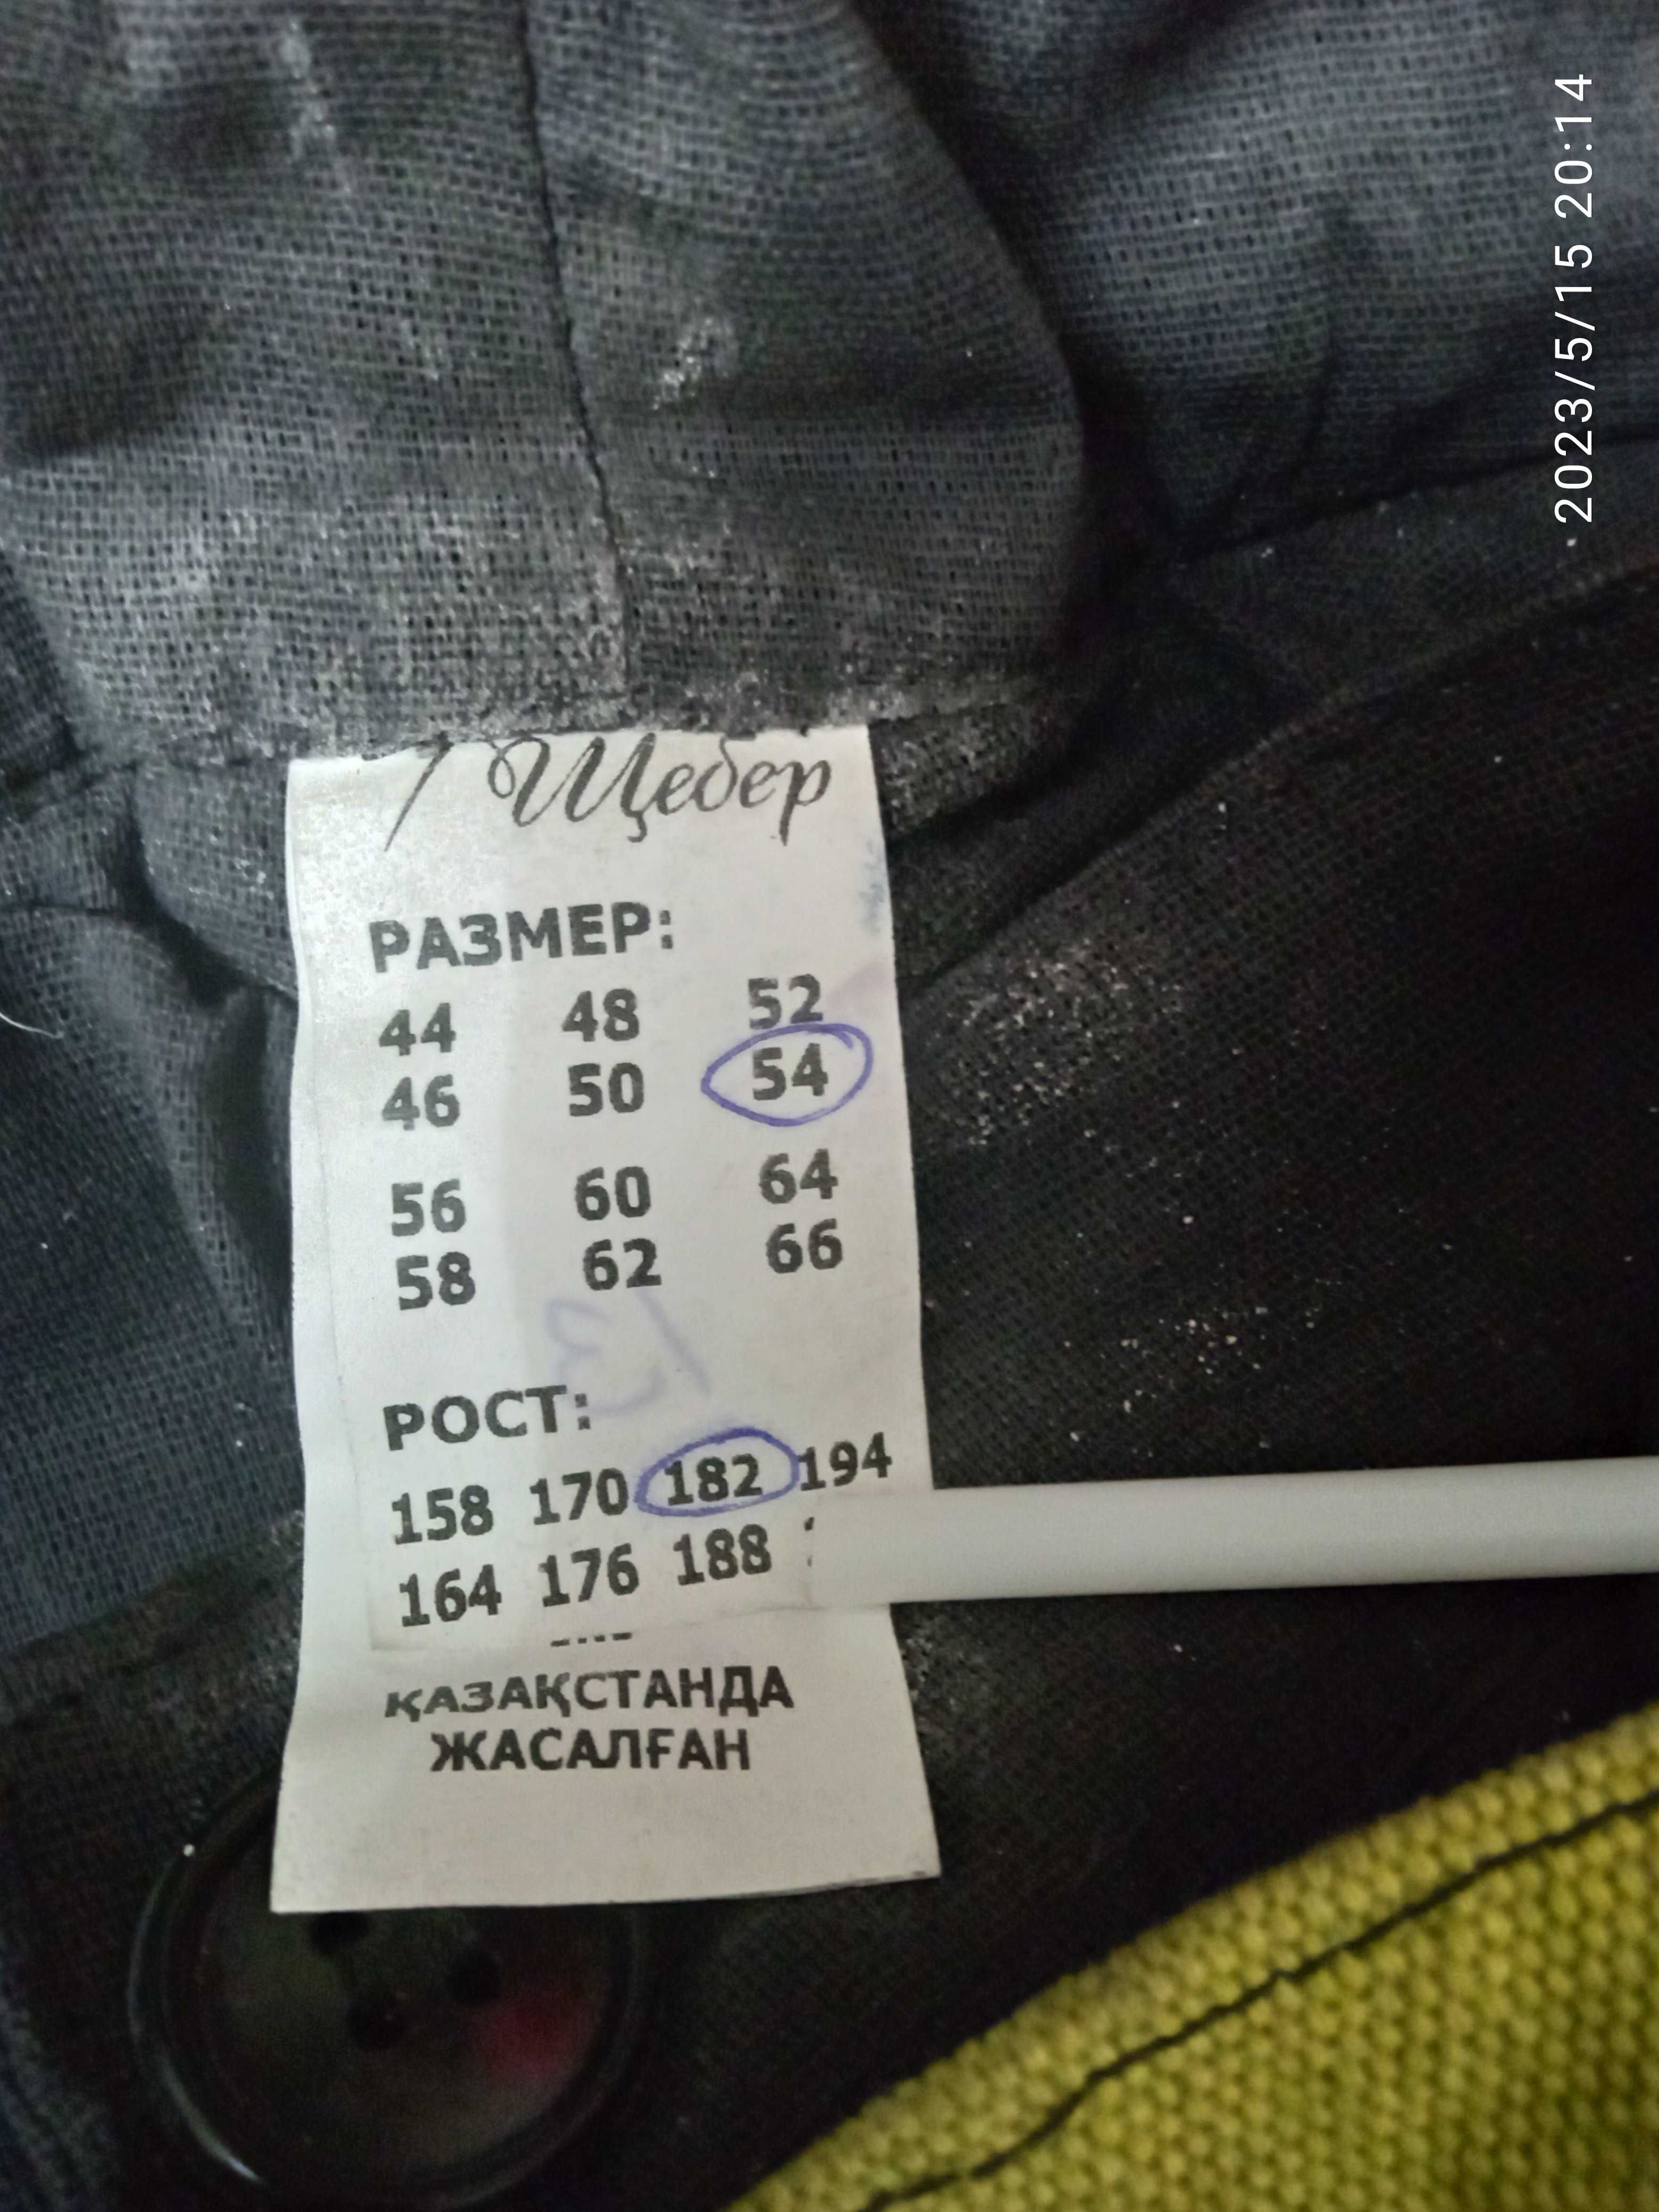 Щебер
РАЗМЕР:
44 48 52
46 50 54
56 60 64
58 62 66
РОСТ:
158 170 182 194
164 176 188
ҚАЗАҚСТАНДА
ЖАСАЛҒАН
2023/5/15 20:14